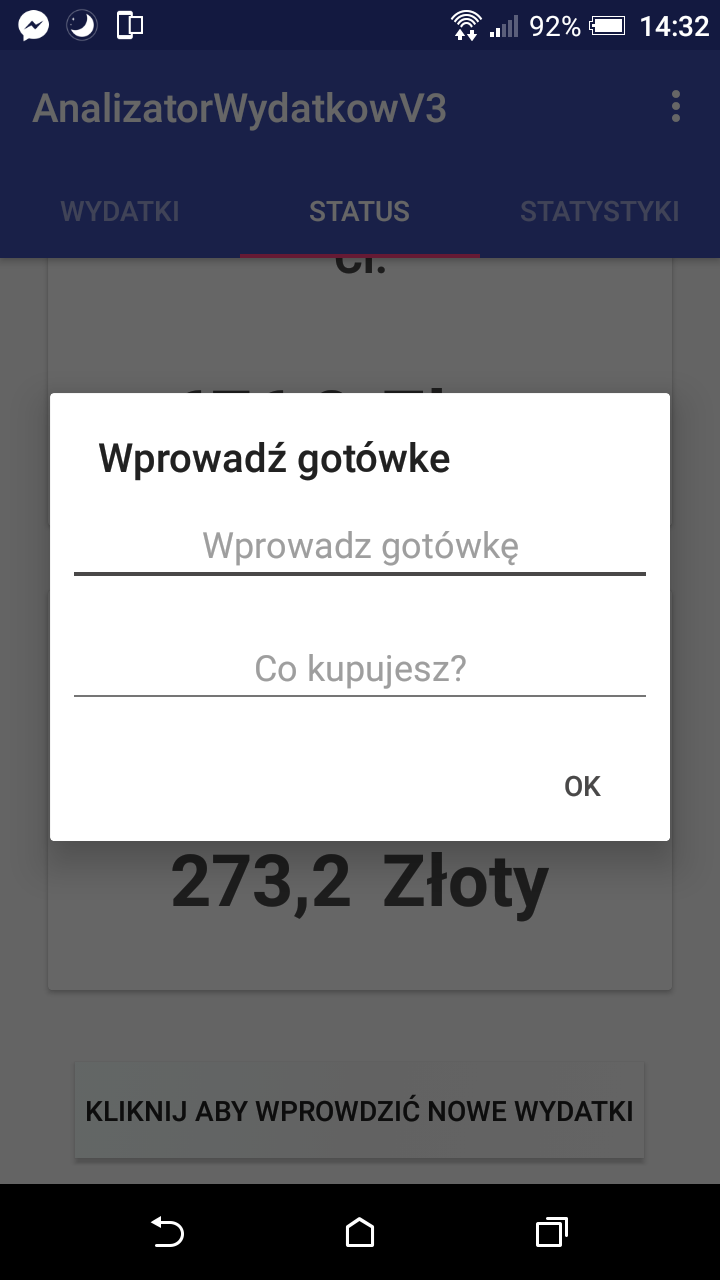 92% 14:32
AnalizatorWydatkowV3
WYDATKI STATUS STATYSTYKI
Wprowadź gotówke
Wprowadz gotówkę
Co kupujesz?
OK
273,2 Złoty
KLIKNIJ ABY WPROWDZIĆ NOWE WYDATKI